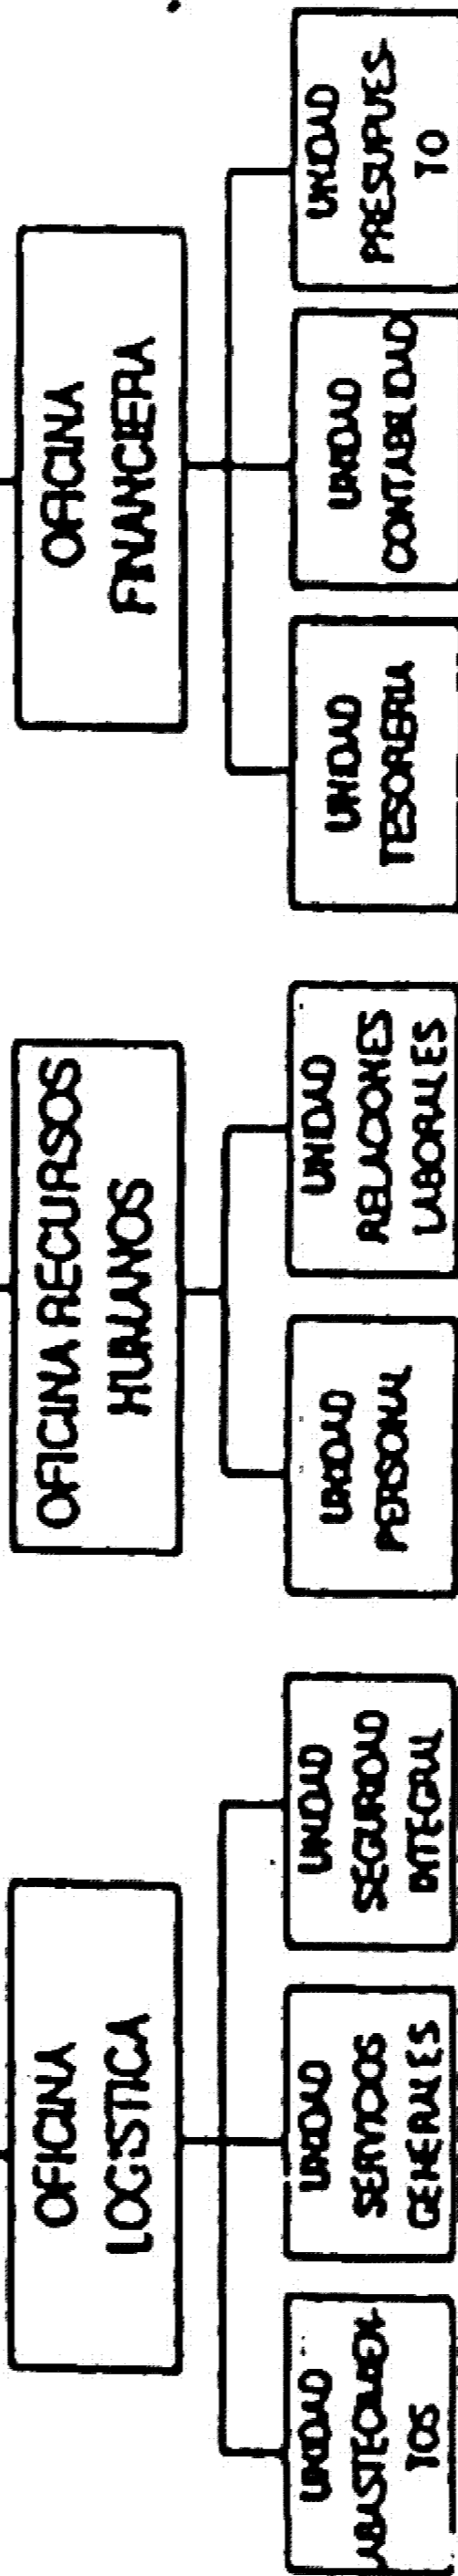 OFICINA
LOGISTICA
OFICINA RECURSOS
HUMANOS
OFICINA
FINANCIERA
UNIDAD
ABASTECIMIEN
TOS
UNIDAD
SERVICIOS
GENERALES
UNIDAD
SEGURIDAD
INTEGRAL
UNIDAD
PERSONAL
UNIDAD
RELACIONES
LABORALES
UNIDAD
TESORERIA
UNIDAD
CONTABILIDAD
UNIDAD
PRESUPUES
TO